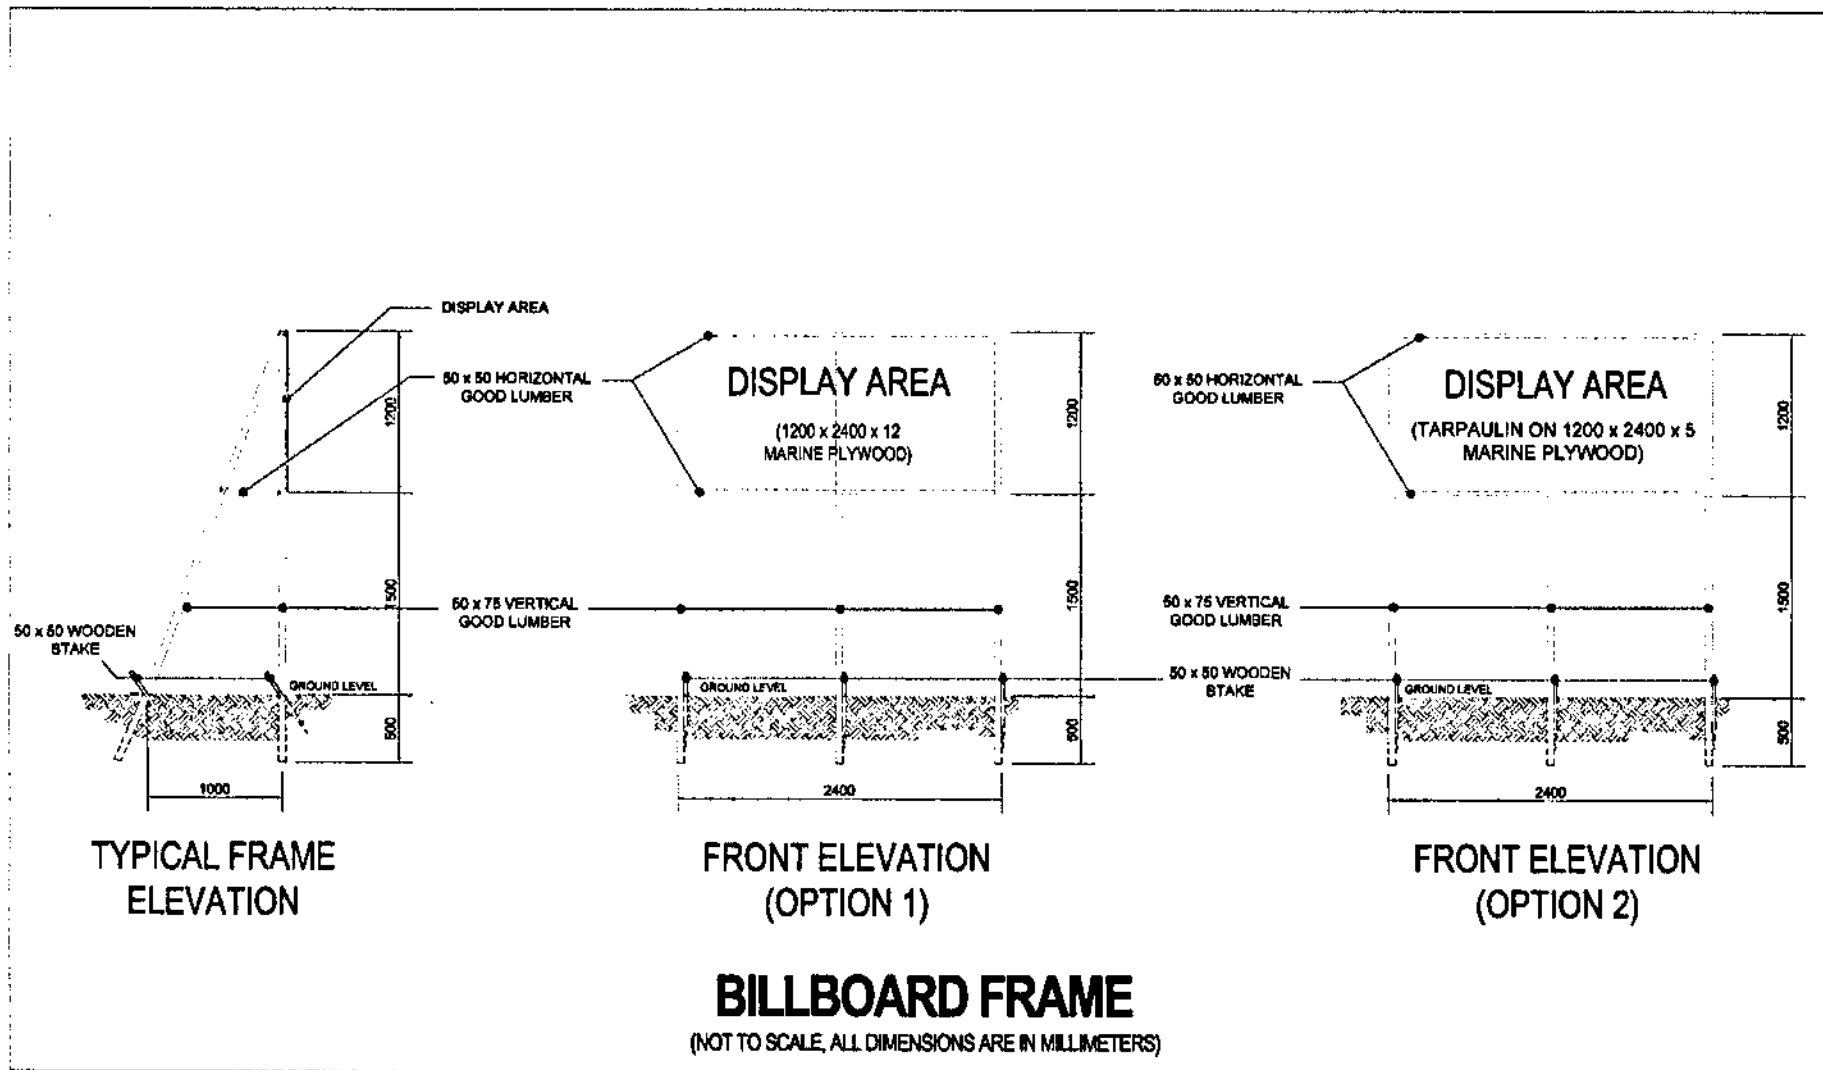 DISPLAY AREA
50 x 50 HORIZONTAL
GOOD LUMBER
1200
1500
50 x 75 VERTICAL
GOOD LUMBER
50 x 50 WOODEN
STAKE
GROUND LEVEL
500
1000
TYPICAL FRAME
ELEVATION
DISPLAY AREA
(1200 x 2400 x 12
MARINE PLYWOOD)
1200
1500
GROUND LEVEL
500
2400
FRONT ELEVATION
(OPTION 1)
50 x 50 HORIZONTAL
GOOD LUMBER
DISPLAY AREA
(TARPAULIN ON 1200 x 2400 x 5
MARINE PLYWOOD)
1200
50 x 75 VERTICAL
GOOD LUMBER
1500
50 x 50 WOODEN
STAKE
GROUND LEVEL
500
2400
FRONT ELEVATION
(OPTION 2)
BILLBOARD FRAME
(NOT TO SCALE, ALL DIMENSIONS ARE IN MILLIMETERS)